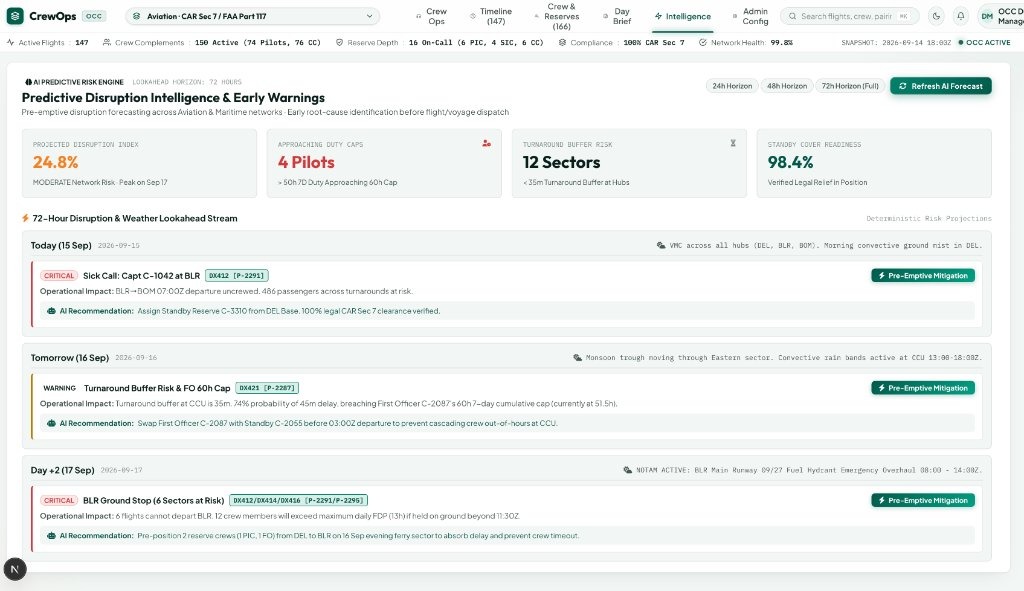 CrewOps OCC
Aviation · CAR Sec 7 / FAA Part 117
Crew Ops
Timeline (147)
Crew & Reserves (166)
Day Brief
Intelligence
Admin Config
Search flights, crew, pairin
⌘K
DM
OCC D
Manag
Active Flights : 147
Crew Complements : 150 Active (74 Pilots, 76 CC)
Reserve Depth : 16 On-Call (6 PIC, 4 SIC, 6 CC)
Compliance : 100% CAR Sec 7
Network Health: 99.8%
SNAPSHOT: 2026-09-14 18:00Z
OCC ACTIVE
AI PREDICTIVE RISK ENGINE LOOKAHEAD HORIZON: 72 HOURS
Predictive Disruption Intelligence & Early Warnings
Pre-emptive disruption forecasting across Aviation & Maritime networks · Early root-cause identification before flight/voyage dispatch
24h Horizon
48h Horizon
72h Horizon (Full)
Refresh AI Forecast
PROJECTED DISRUPTION INDEX
24.8%
MODERATE Network Risk · Peak on Sep 17
APPROACHING DUTY CAPS
4 Pilots
> 50h 7D Duty Approaching 60h Cap
TURNAROUND BUFFER RISK
12 Sectors
< 35m Turnaround Buffer at Hubs
STANDBY COVER READINESS
98.4%
Verified Legal Relief in Position
72-Hour Disruption & Weather Lookahead Stream
Deterministic Risk Projections
Today (15 Sep) 2026-09-15
VMC across all hubs (DEL, BLR, BOM). Morning convective ground mist in DEL.
CRITICAL Sick Call: Capt C-1042 at BLR DX412 [P-2291]
Pre-Emptive Mitigation
Operational Impact: BLR→BOM 07:00Z departure uncrewed. 486 passengers across turnarounds at risk.
AI Recommendation: Assign Standby Reserve C-3310 from DEL Base. 100% legal CAR Sec 7 clearance verified.
Tomorrow (16 Sep) 2026-09-16
Monsoon trough moving through Eastern sector. Convective rain bands active at CCU 13:00-18:00Z.
WARNING Turnaround Buffer Risk & FO 60h Cap DX421 [P-2287]
Pre-Emptive Mitigation
Operational Impact: Turnaround buffer at CCU is 35m. 74% probability of 45m delay, breaching First Officer C-2087's 60h 7-day cumulative cap (currently at 51.5h).
AI Recommendation: Swap First Officer C-2087 with Standby C-2055 before 03:00Z departure to prevent cascading crew out-of-hours at CCU.
Day +2 (17 Sep) 2026-09-17
NOTAM ACTIVE: BLR Main Runway 09/27 Fuel Hydrant Emergency Overhaul 08:00 - 14:00Z.
CRITICAL BLR Ground Stop (6 Sectors at Risk) DX412/DX414/DX416 [P-2291/P-2295]
Pre-Emptive Mitigation
Operational Impact: 6 flights cannot depart BLR. 12 crew members will exceed maximum daily FDP (13h) if held on ground beyond 11:30Z.
AI Recommendation: Pre-position 2 reserve crews (1 PIC, 1 FO) from DEL to BLR on 16 Sep evening ferry sector to absorb delay and prevent crew timeout.
N